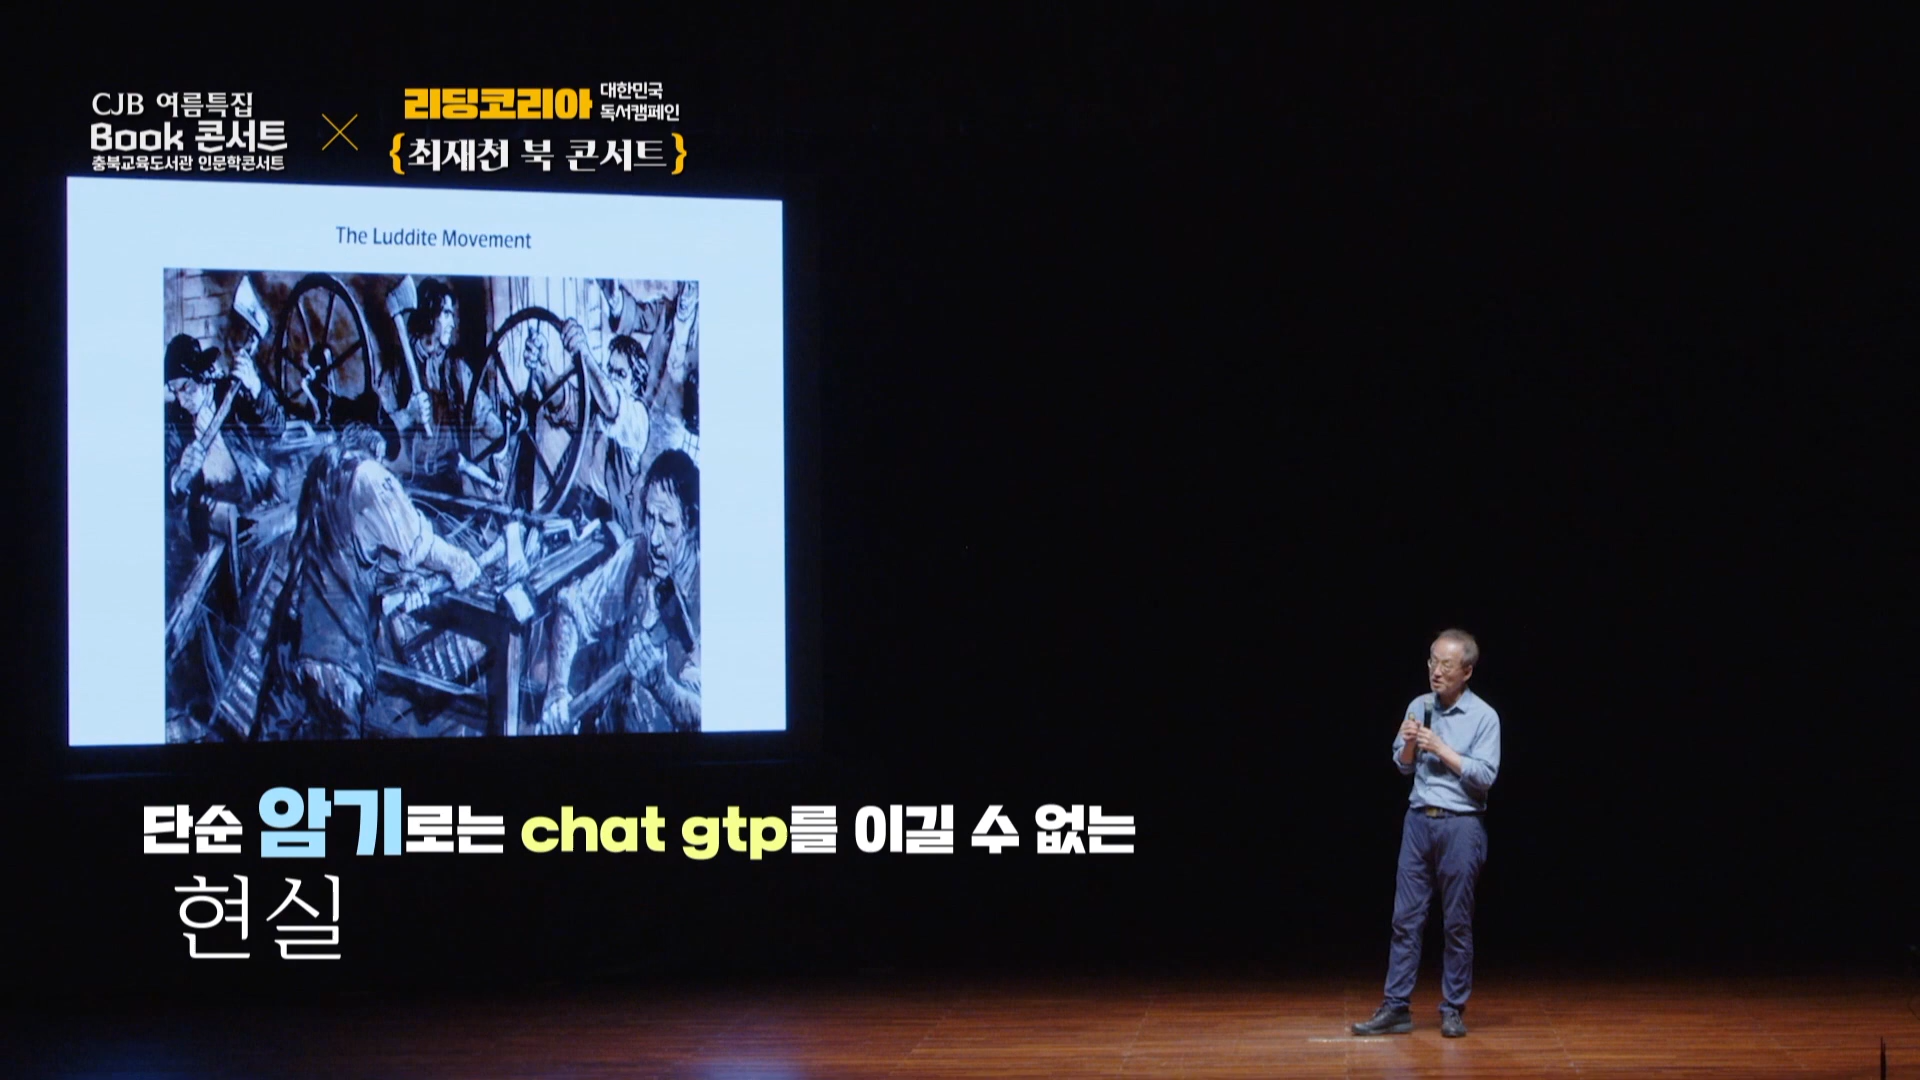 CJB 여름특집
Book 콘서트
충북교육도서관 인문학콘서트
×
리딩코리아 대한민국 독서캠페인
{최재천 북 콘서트}
The Luddite Movement
단순 암기로는 chat gtp를 이길 수 없는
현실